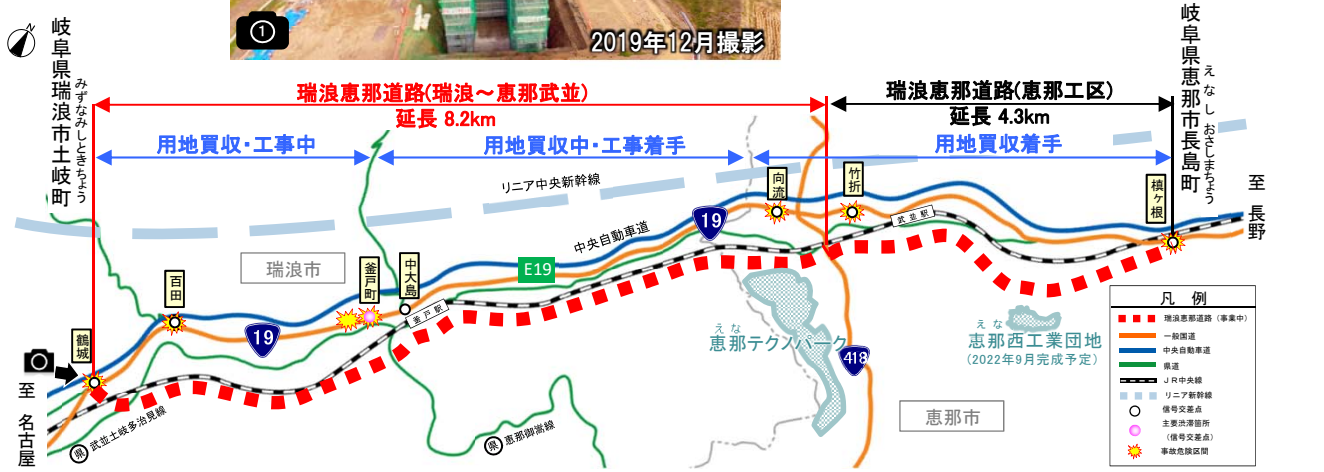 ①
2019年12月撮影
岐阜県瑞浪市土岐町
みずなみしときちょう
岐阜県恵那市長島町
えなし おさしまちょう
瑞浪恵那道路(瑞浪～恵那武並)
延長 8.2km
瑞浪恵那道路(恵那工区)
延長 4.3km
用地買収・工事中
用地買収中・工事着手
用地買収着手
リニア中央新幹線
中央自動車道
至 長野
瑞浪市
百田
釜戸町
中大島
向流
竹折
槙ヶ根
武並駅
釜戸駅
鶴城
19
19
E19
418
えな
恵那テクノパーク
えな
恵那西工業団地
(2022年9月完成予定)
恵那市
至 名古屋
県 武並土岐多治見線
県 恵那御嵩線
凡 例
瑞浪恵那道路（事業中）
一般国道
中央自動車道
県道
ＪＲ中央線
リニア新幹線
信号交差点
主要渋滞箇所
（信号交差点）
事故危険区間